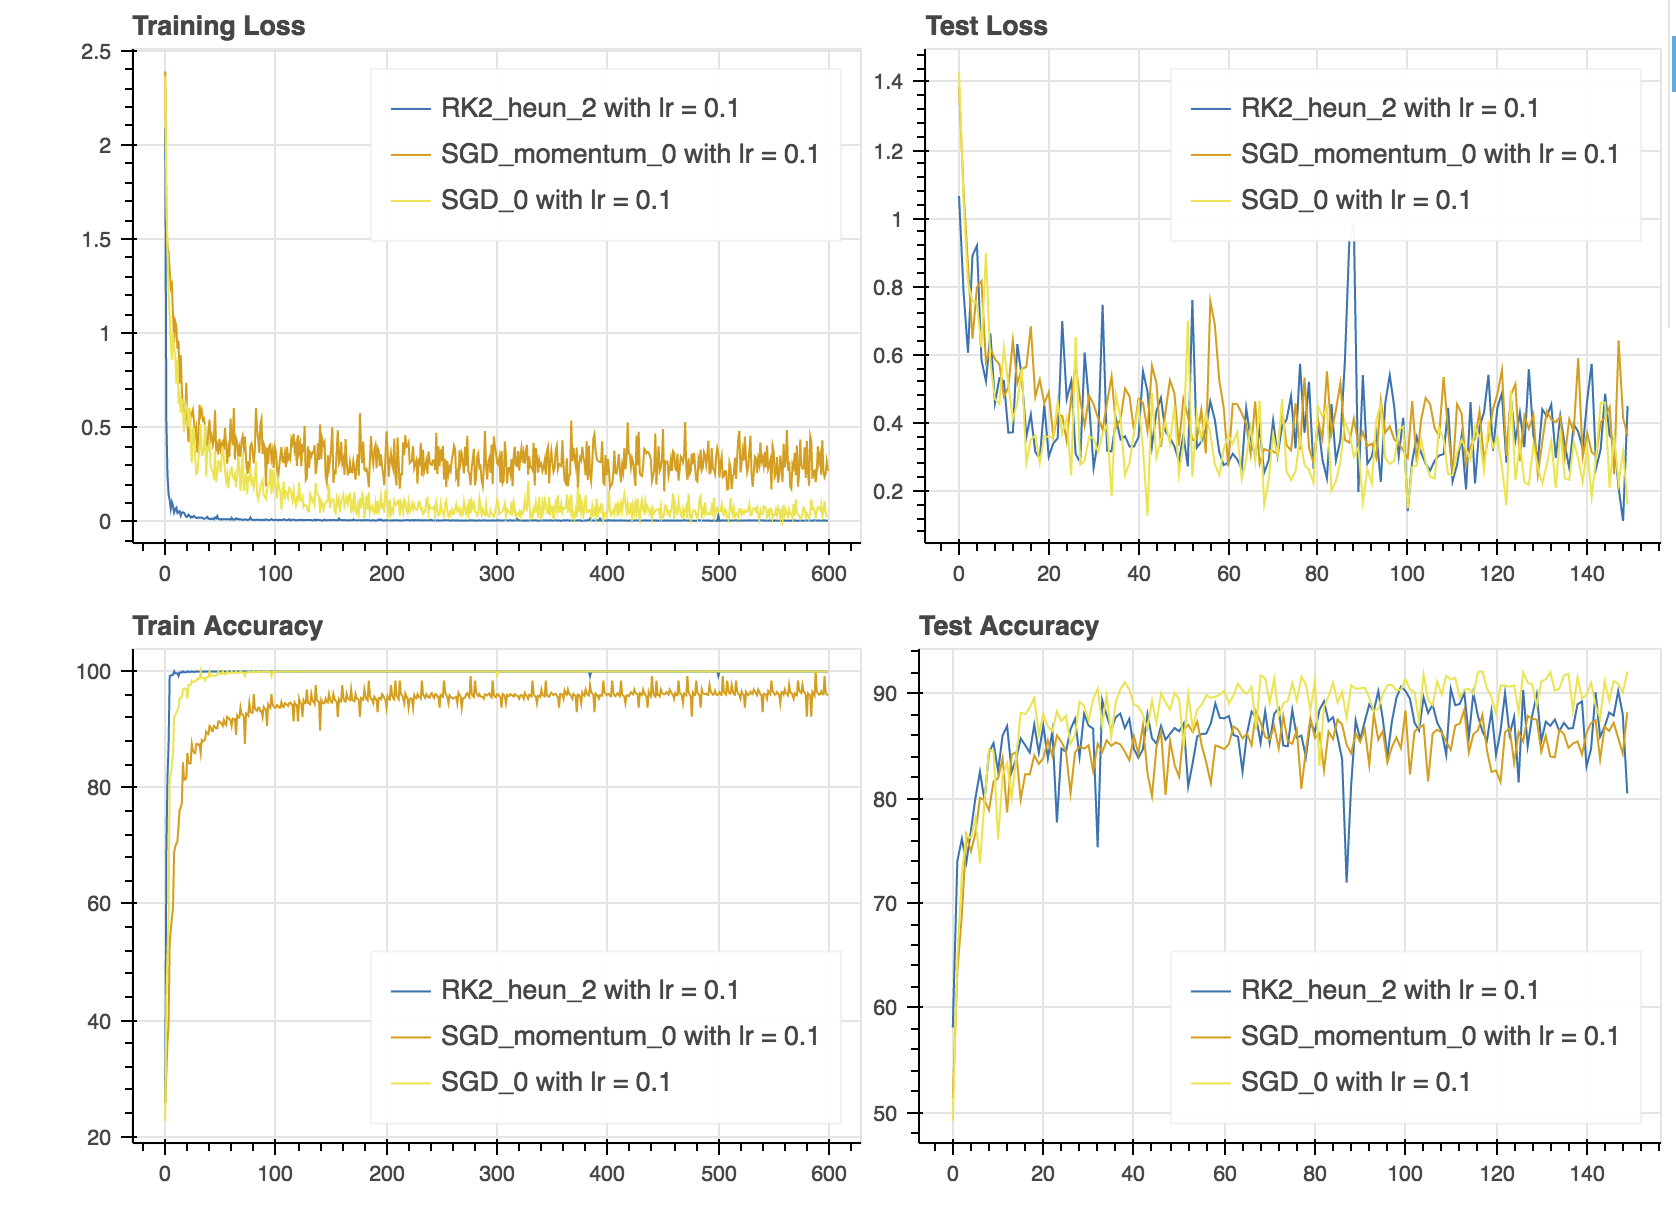 Training Loss
2.5
2
1.5
1
0.5
0
0 100 200 300 400 500 600
RK2_heun_2 with lr = 0.1
SGD_momentum_0 with lr = 0.1
SGD_0 with lr = 0.1
Test Loss
1.4
1.2
1
0.8
0.6
0.4
0.2
0 20 40 60 80 100 120 140
RK2_heun_2 with lr = 0.1
SGD_momentum_0 with lr = 0.1
SGD_0 with lr = 0.1
Train Accuracy
100
80
60
40
20
0 100 200 300 400 500 600
RK2_heun_2 with lr = 0.1
SGD_momentum_0 with lr = 0.1
SGD_0 with lr = 0.1
Test Accuracy
90
80
70
60
50
0 20 40 60 80 100 120 140
RK2_heun_2 with lr = 0.1
SGD_momentum_0 with lr = 0.1
SGD_0 with lr = 0.1